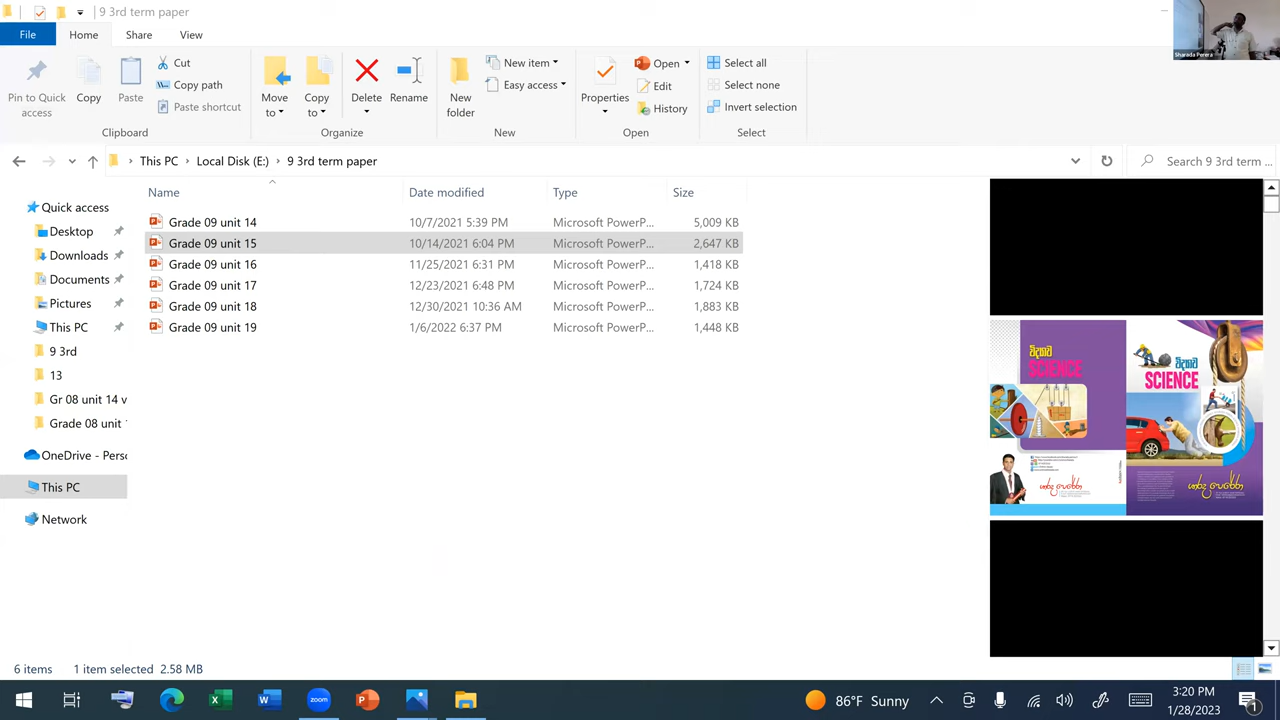 9 3rd term paper
Sharada Perera
File Home Share View
Pin to Quick access
Copy
Paste
Cut
Copy path
Paste shortcut
Clipboard
Move to
Copy to
Delete
Rename
Organize
New folder
New item
Easy access
New
Properties
Open
Edit
History
Open
Select all
Select none
Invert selection
Select
This PC › Local Disk (E:) › 9 3rd term paper
Search 9 3rd term ...
Name Date modified Type Size
Grade 09 unit 14 10/7/2021 5:39 PM Microsoft PowerP... 5,009 KB
Grade 09 unit 15 10/14/2021 6:04 PM Microsoft PowerP... 2,647 KB
Grade 09 unit 16 11/25/2021 6:31 PM Microsoft PowerP... 1,418 KB
Grade 09 unit 17 12/23/2021 6:48 PM Microsoft PowerP... 1,724 KB
Grade 09 unit 18 12/30/2021 10:36 AM Microsoft PowerP... 1,883 KB
Grade 09 unit 19 1/6/2022 6:37 PM Microsoft PowerP... 1,448 KB
Quick access
Desktop
Downloads
Documents
Pictures
This PC
9 3rd
13
Gr 08 unit 14 v
Grade 08 unit
OneDrive - Perso
This PC
Network
විද්‍යාව
SCIENCE
විද්‍යාව
SCIENCE
ශාරද පෙරේරා
ශාරද පෙරේරා
6 items 1 item selected 2.58 MB
zoom
86°F Sunny
3:20 PM
1/28/2023
1